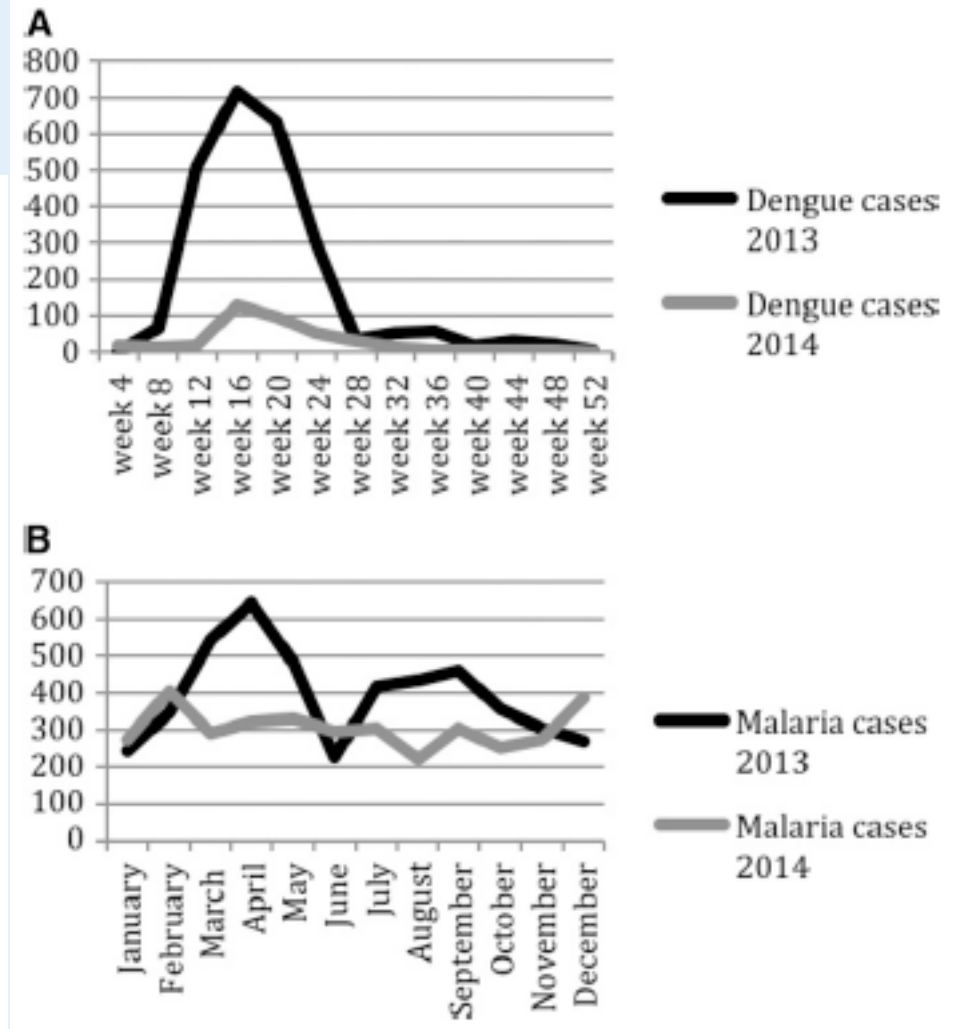 A
800
700
600
500
400
300
200
100
0
week 4
week 8
week 12
week 16
week 20
week 24
week 28
week 32
week 36
week 40
week 44
week 48
week 52
Dengue cases
2013
Dengue cases
2014
B
700
600
500
400
300
200
100
0
January
February
March
April
May
June
July
August
September
October
November
December
Malaria cases
2013
Malaria cases
2014